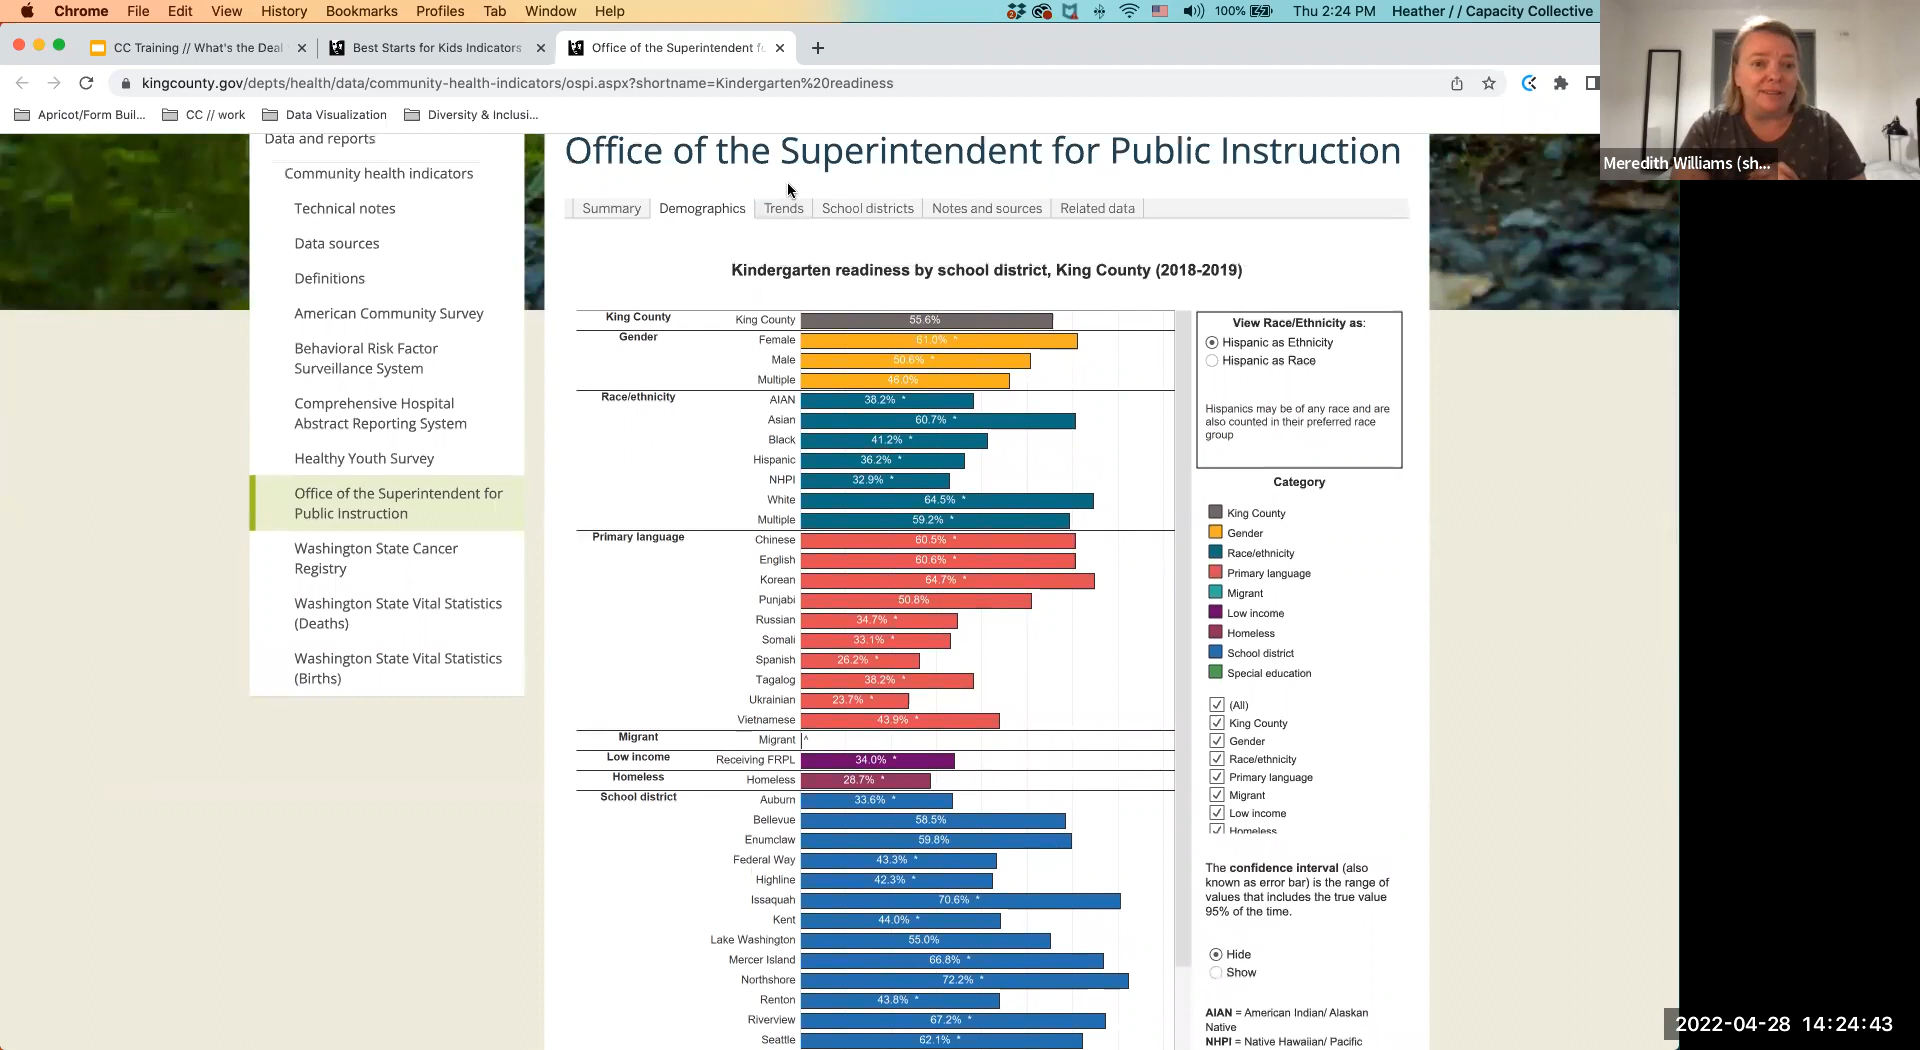 Chrome File Edit View History Bookmarks Profiles Tab Window Help 100% Thu 2:24 PM Heather // Capacity Collective
CC Training // What's the Deal Best Starts for Kids Indicators Office of the Superintendent f
kingcounty.gov/depts/health/data/community-health-indicators/ospi.aspx?shortname=Kindergarten%20readiness
Apricot/Form Buil... CC // work Data Visualization Diversity & Inclusi...
Meredith Williams (sh...
Data and reports
Community health indicators
Technical notes
Data sources
Definitions
American Community Survey
Behavioral Risk Factor
Surveillance System
Comprehensive Hospital
Abstract Reporting System
Healthy Youth Survey
Office of the Superintendent for
Public Instruction
Washington State Cancer
Registry
Washington State Vital Statistics
(Deaths)
Washington State Vital Statistics
(Births)
Office of the Superintendent for Public Instruction
Summary Demographics Trends School districts Notes and sources Related data
Kindergarten readiness by school district, King County (2018-2019)
King County King County 55.6%
Gender Female 61.0% *
Male 50.6% *
Multiple 46.0%
Race/ethnicity AIAN 38.2% *
Asian 60.7% *
Black 41.2% *
Hispanic 36.2% *
NHPI 32.9% *
White 64.5% *
Multiple 59.2% *
Primary language Chinese 60.5% *
English 60.6% *
Korean 64.7% *
Punjabi 50.8%
Russian 34.7% *
Somali 33.1% *
Spanish 26.2% *
Tagalog 38.2% *
Ukrainian 23.7% *
Vietnamese 43.9% *
Migrant Migrant ^
Low income Receiving FRPL 34.0% *
Homeless Homeless 28.7% *
School district Auburn 33.6% *
Bellevue 58.5%
Enumclaw 59.8%
Federal Way 43.3% *
Highline 42.3% *
Issaquah 70.6% *
Kent 44.0% *
Lake Washington 55.0%
Mercer Island 66.8% *
Northshore 72.2% *
Renton 43.8% *
Riverview 67.2% *
Seattle 62.1% *
View Race/Ethnicity as:
Hispanic as Ethnicity
Hispanic as Race
Hispanics may be of any race and are
also counted in their preferred race
group
Category
King County
Gender
Race/ethnicity
Primary language
Migrant
Low income
Homeless
School district
Special education
(All)
King County
Gender
Race/ethnicity
Primary language
Migrant
Low income
Homeless
The confidence interval (also
known as error bar) is the range of
values that includes the true value
95% of the time.
Hide
Show
AIAN = American Indian/ Alaskan
Native
NHPI = Native Hawaiian/ Pacific
2022-04-28 14:24:43